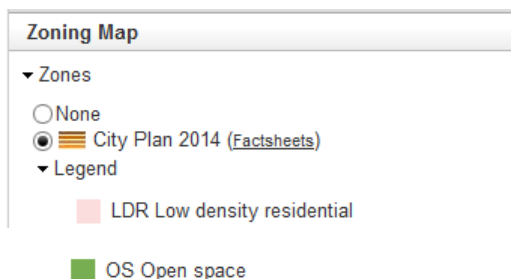 Zoning Map
Zones
None
City Plan 2014 (Factsheets)
Legend
LDR Low density residential
OS Open space